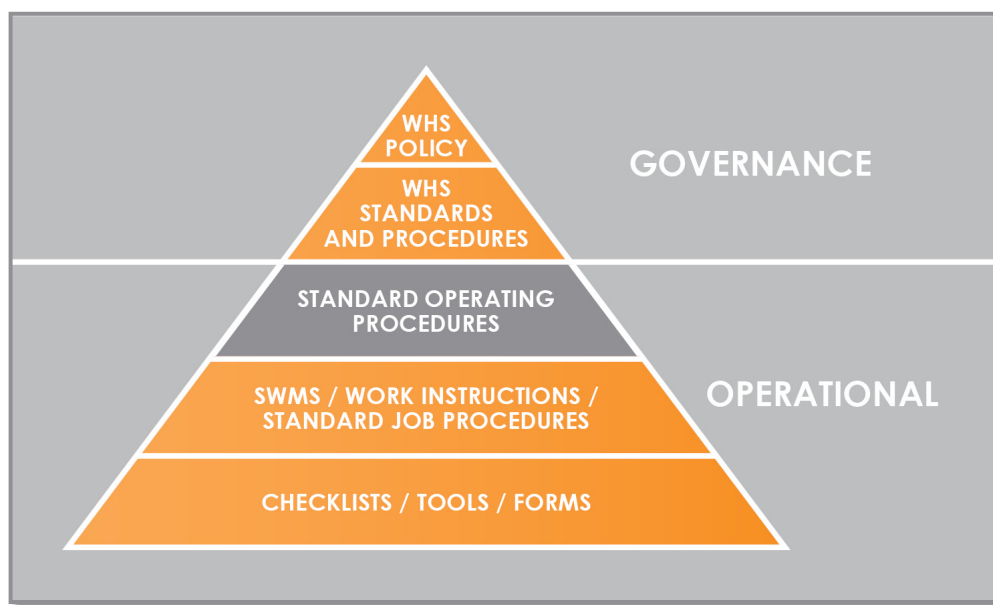 WHS
POLICY
GOVERNANCE
WHS
STANDARDS
AND PROCEDURES
STANDARD OPERATING
PROCEDURES
SWMS / WORK INSTRUCTIONS /
STANDARD JOB PROCEDURES
OPERATIONAL
CHECKLISTS / TOOLS / FORMS